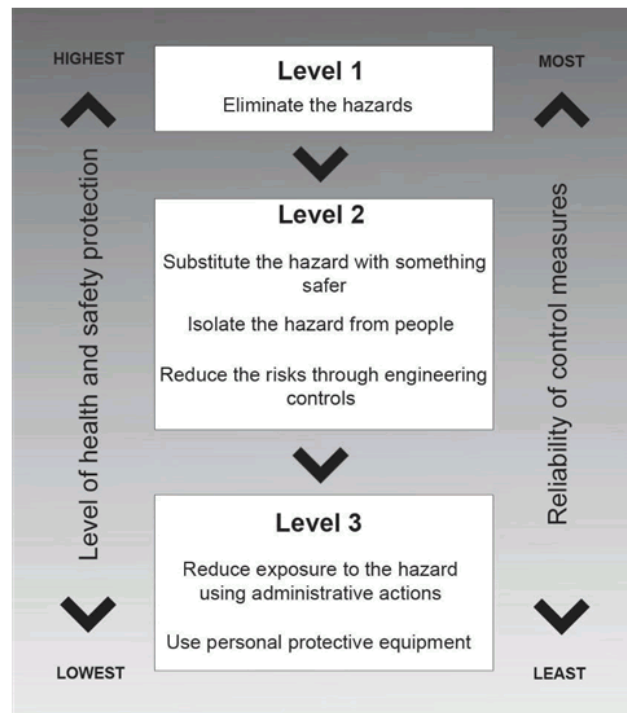 HIGHEST
MOST
Level 1
Eliminate the hazards
Level of health and safety protection
Reliability of control measures
Level 2
Substitute the hazard with something
safer
Isolate the hazard from people
Reduce the risks through engineering
controls
Level 3
Reduce exposure to the hazard
using administrative actions
Use personal protective equipment
LOWEST
LEAST